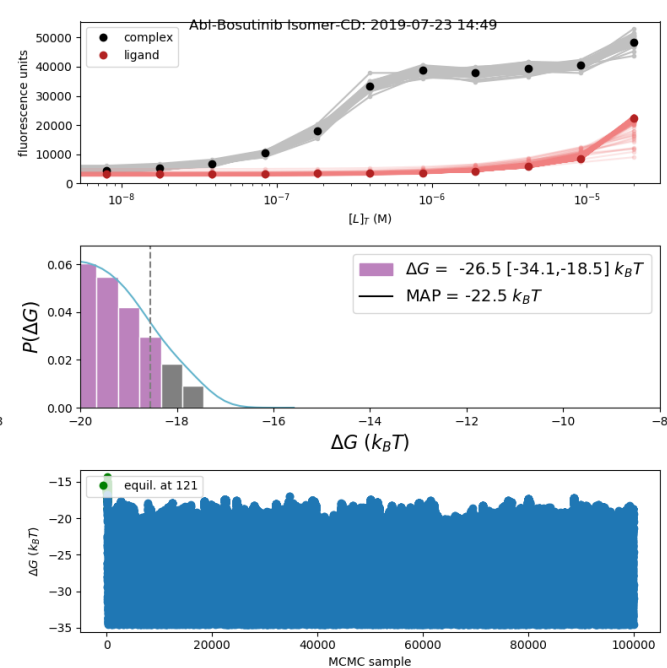 Abl-Bosutinib Isomer-CD: 2019-07-23 14:49
fluorescence units
50000
40000
30000
20000
10000
0
complex
ligand
10⁻⁸
10⁻⁷
10⁻⁶
10⁻⁵
[L]T (M)
P(ΔG)
0.06
0.04
0.02
0.00
ΔG = -26.5 [-34.1,-18.5] kBT
MAP = -22.5 kBT
−20
−18
−16
−14
−12
−10
−8
ΔG (kBT)
ΔG (kBT)
−15
−20
−25
−30
−35
equil. at 121
0
20000
40000
60000
80000
100000
MCMC sample